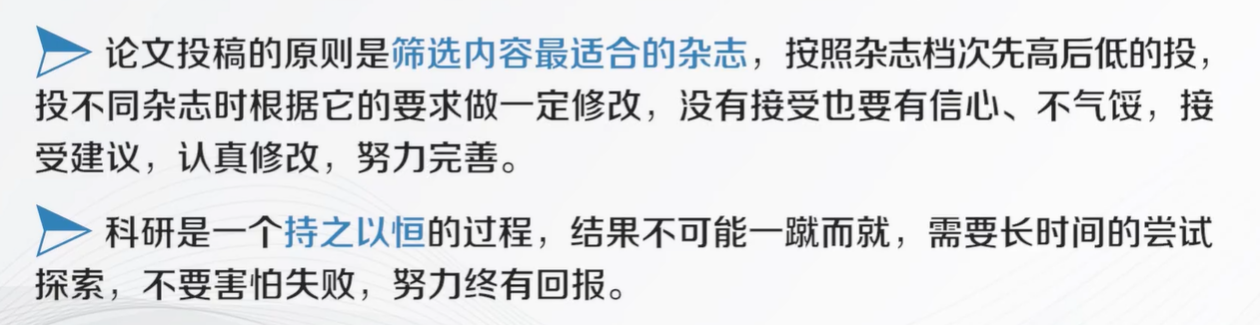 论文投稿的原则是筛选内容最适合的杂志，按照杂志档次先高后低的投，
投不同杂志时根据它的要求做一定修改，没有接受也要有信心、不气馁，接
受建议，认真修改，努力完善。
科研是一个持之以恒的过程，结果不可能一蹴而就，需要长时间的尝试
探索，不要害怕失败，努力终有回报。